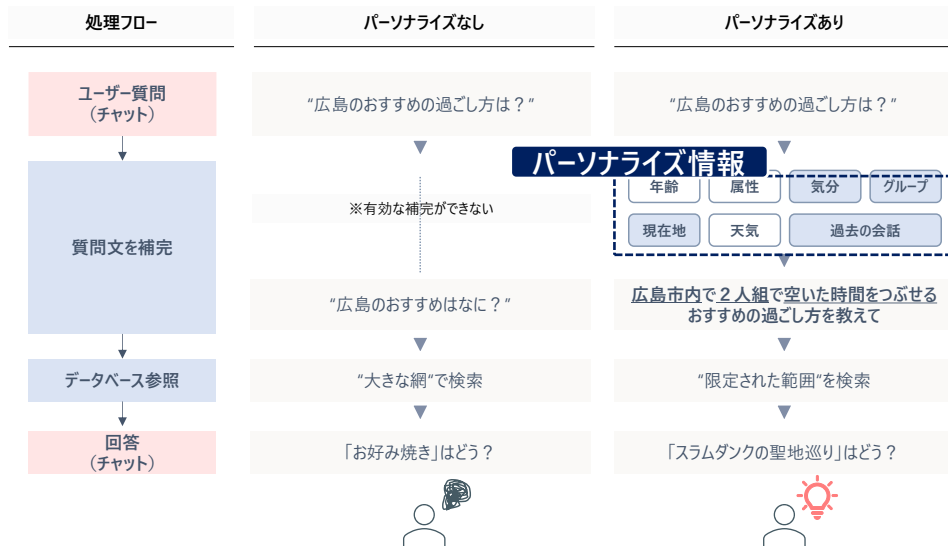 処理フロー
パーソナライズなし
パーソナライズあり
ユーザー質問
(チャット)
“広島のおすすめの過ごし方は？”
“広島のおすすめの過ごし方は？”
パーソナライズ情報
年齢
属性
気分
グループ
現在地
天気
過去の会話
質問文を補完
※有効な補完ができない
“広島のおすすめはなに？”
広島市内で２人組で空いた時間をつぶせる
おすすめの過ごし方を教えて
データベース参照
“大きな網“で検索
“限定された範囲“を検索
回答
(チャット)
「お好み焼き」はどう？
「スラムダンクの聖地巡り」はどう？